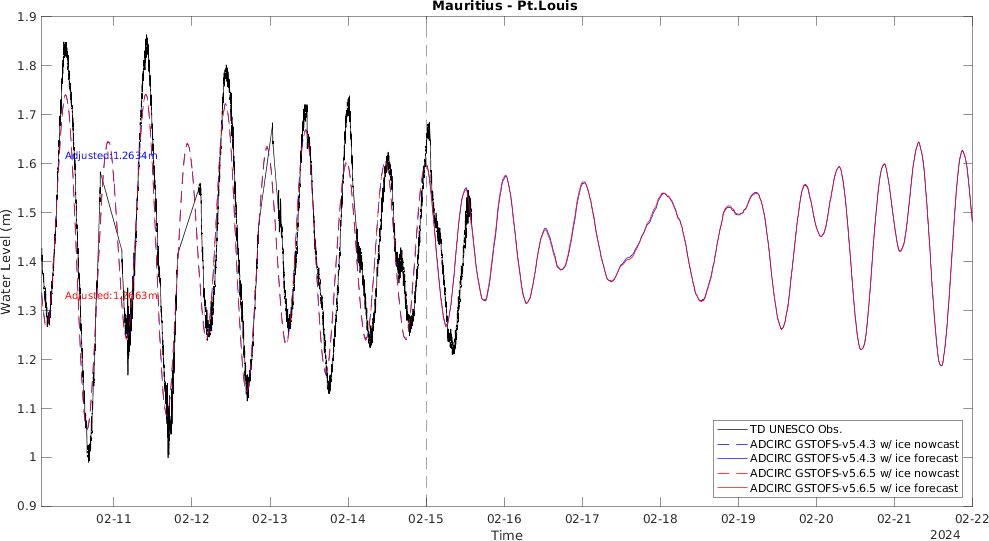 Mauritius - Pt.Louis
1.9
1.8
1.7
1.6
1.5
1.4
1.3
1.2
1.1
1
0.9
Water Level (m)
Adjusted:1.2634m
TD UNESCO Obs.
ADCIRC GSTOFS-v5.4.3 w/ ice nowcast
ADCIRC GSTOFS-v5.4.3 w/ ice forecast
ADCIRC GSTOFS-v5.6.5 w/ ice nowcast
ADCIRC GSTOFS-v5.6.5 w/ ice forecast
02-11 02-12 02-13 02-14 02-15 02-16 02-17 02-18 02-19 02-20 02-21 02-22
Time
2024